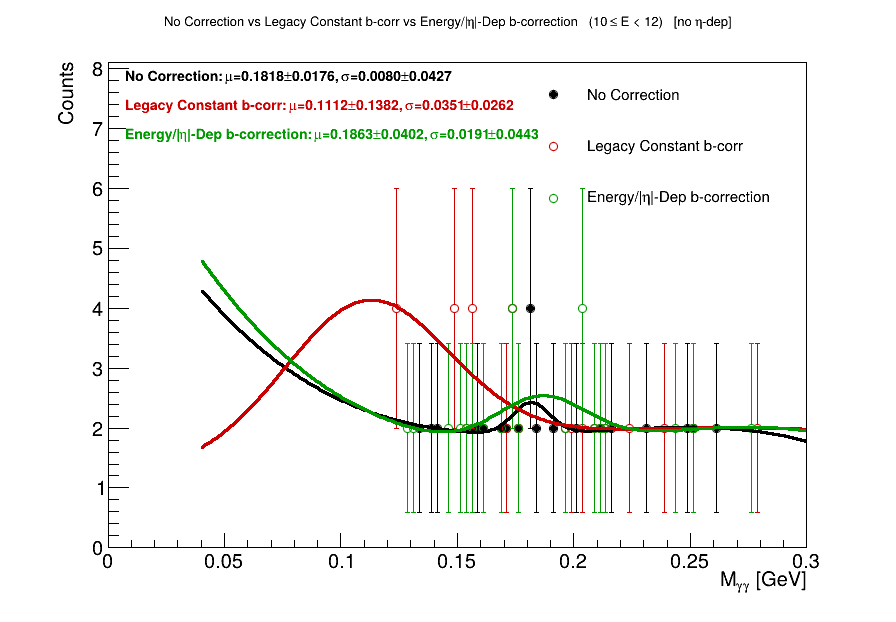 No Correction vs Legacy Constant b-corr vs Energy/|η|-Dep b-correction (10 ≤ E < 12) [no η-dep]
Counts
8
7
6
5
4
3
2
1
0
No Correction: μ=0.1818±0.0176, σ=0.0080±0.0427
Legacy Constant b-corr: μ=0.1112±0.1382, σ=0.0351±0.0262
Energy/|η|-Dep b-correction: μ=0.1863±0.0402, σ=0.0191±0.0443
No Correction
Legacy Constant b-corr
Energy/|η|-Dep b-correction
0 0.05 0.1 0.15 0.2 0.25 0.3
Mγγ [GeV]